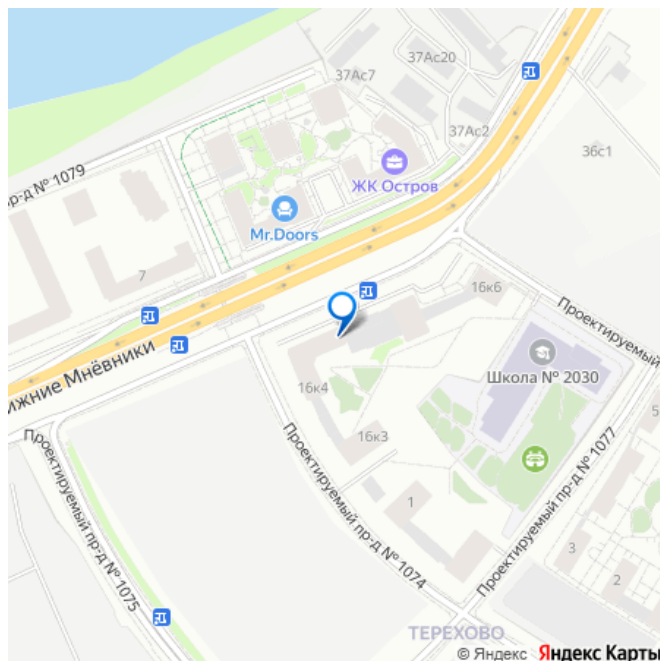 37Ас20
37Ас7
37Ас2
36с1
ЖК Остров
р-д № 1079
Mr.Doors
7
16к6
Проектируемый
ижние Мнёвники
Школа № 2030
16к4
16к3
5
Проектируемый пр-д № 1077
Проектируемый пр-д № 1074
Проектируемый пр-д № 1075
1
3
2
ТЕРЕХОВО
© Яндекс Яндекс Карты